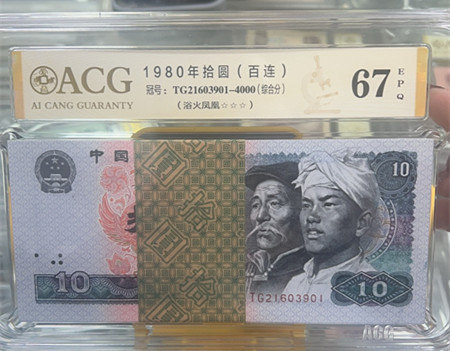 ACG
AI CANG GUARANTY
1980年拾圆（百连）
冠号：TG21603901-4000(综合分)
（浴火凤凰☆☆☆）
67
EPQ
中国
10
拾圆
拾圆
10
TG21603901
10
ACG